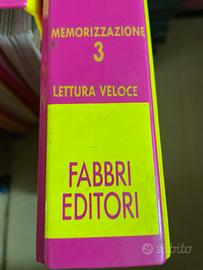 MEMORIZZAZIONE
3
LETTURA VELOCE
FABBRI
EDITORI
subito